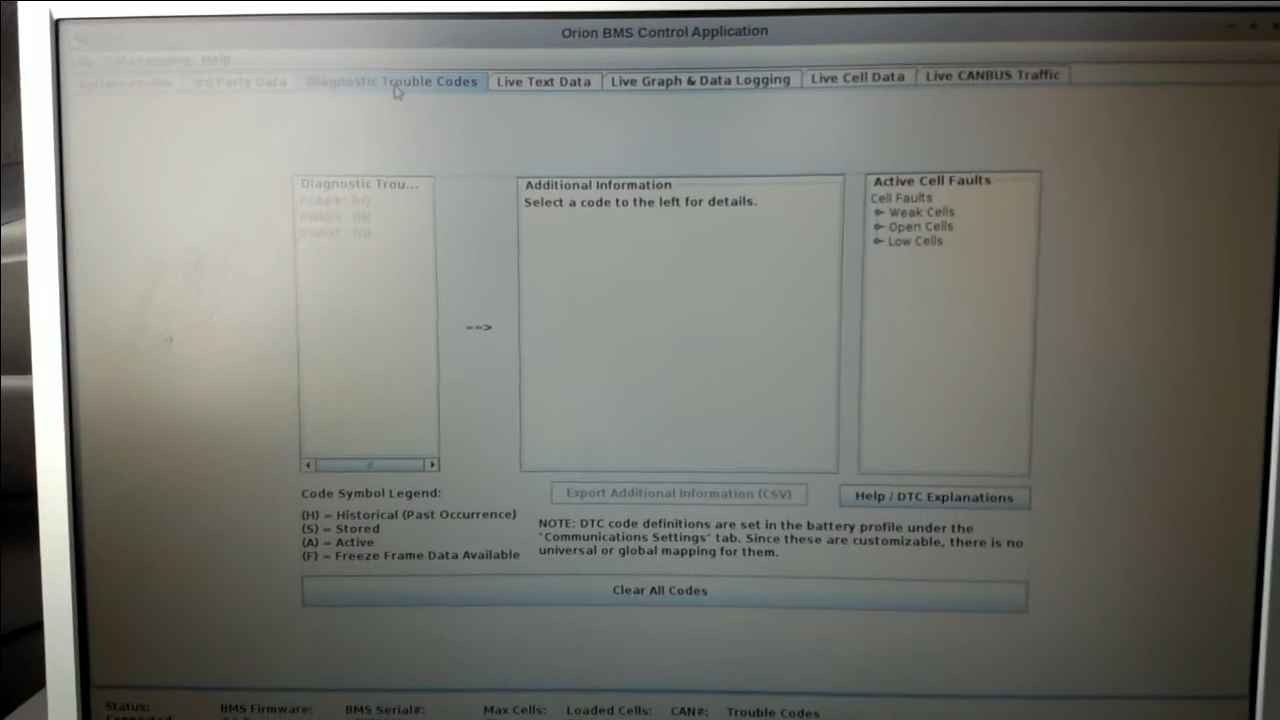 Orion BMS Control Application
Help
Diagnostic Trouble Codes
Live Text Data
Live Graph & Data Logging
Live Cell Data
Live CANBUS Traffic
Diagnostic Trou...
Additional Information
Select a code to the left for details.
Active Cell Faults
Cell Faults
Weak Cells
Open Cells
Low Cells
-->
Code Symbol Legend:
(H) = Historical (Past Occurrence)
(S) = Stored
(A) = Active
(F) = Freeze Frame Data Available
Export Additional Information (CSV)
Help / DTC Explanations
NOTE: DTC code definitions are set in the battery profile under the
"Communications Settings" tab. Since these are customizable, there is no
universal or global mapping for them.
Clear All Codes
Status:
BMS Firmware:
BMS Serial#:
Max Cells:
Loaded Cells:
CAN#:
Trouble Codes